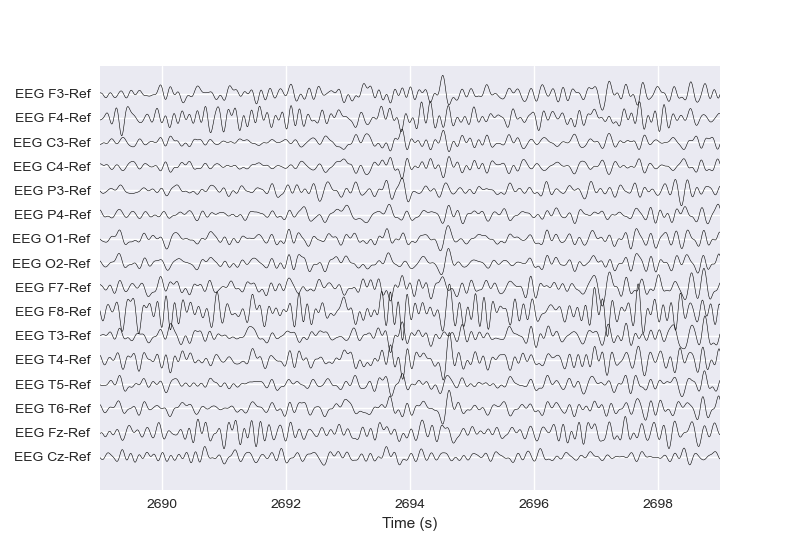 EEG F3-Ref
EEG F4-Ref
EEG C3-Ref
EEG C4-Ref
EEG P3-Ref
EEG P4-Ref
EEG O1-Ref
EEG O2-Ref
EEG F7-Ref
EEG F8-Ref
EEG T3-Ref
EEG T4-Ref
EEG T5-Ref
EEG T6-Ref
EEG Fz-Ref
EEG Cz-Ref
2690 2692 2694 2696 2698
Time (s)